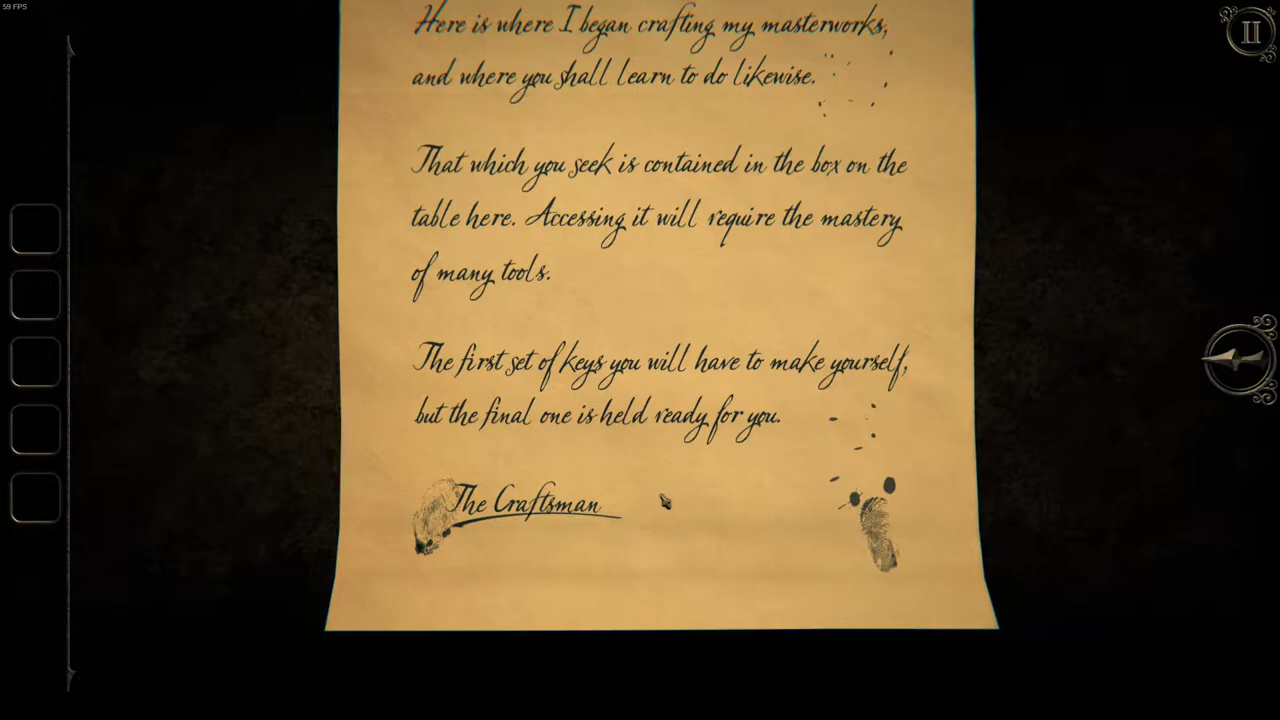 59 FPS
Here is where I began crafting my masterworks,
and where you shall learn to do likewise.
That which you seek is contained in the box on the
table here. Accessing it will require the mastery
of many tools.
The first set of keys you will have to make yourself,
but the final one is held ready for you.
The Craftsman